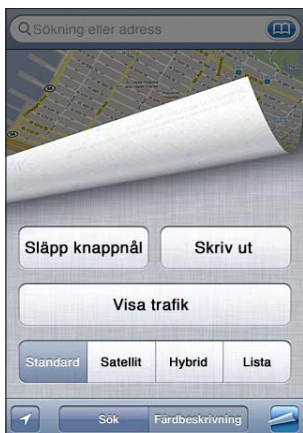 Sökning eller adress
Släpp knappnål
Skriv ut
Visa trafik
Standard
Satellit
Hybrid
Lista
Sök
Färdbeskrivning